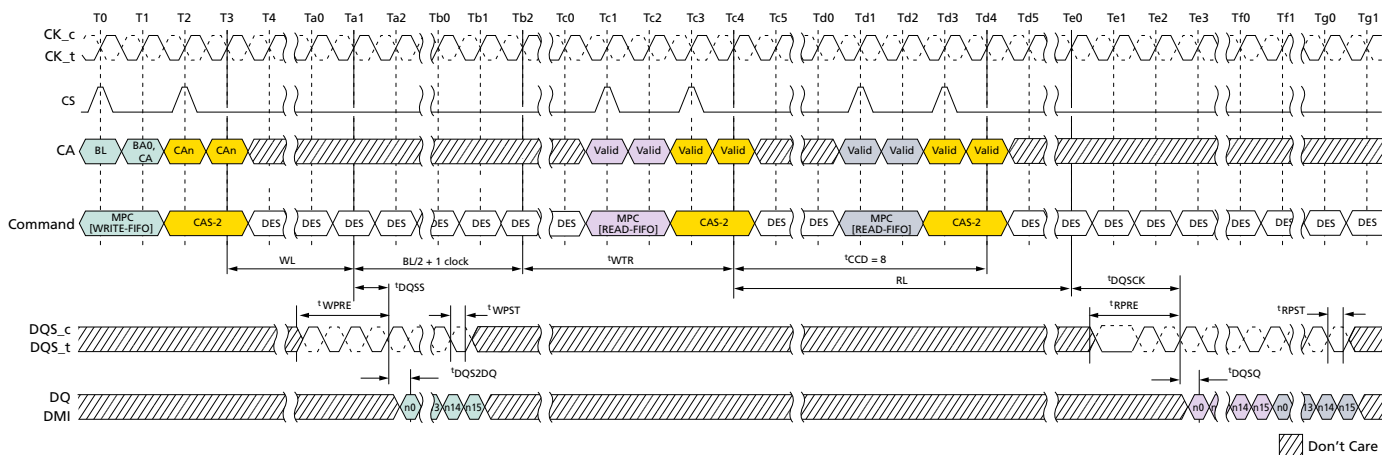 T0 T1 T2 T3 T4 Ta0 Ta1 Ta2 Tb0 Tb1 Tb2 Tc0 Tc1 Tc2 Tc3 Tc4 Tc5 Td0 Td1 Td2 Td3 Td4 Td5 Te0 Te1 Te2 Te3 Tf0 Tf1 Tg0 Tg1
CK_c
CK_t
CS
CA BL BA0, CA CAn CAn Valid Valid Valid Valid Valid Valid Valid Valid
Command MPC [WRITE-FIFO] CAS-2 DES DES DES DES DES DES DES DES MPC [READ-FIFO] CAS-2 DES DES MPC [READ-FIFO] CAS-2 DES DES DES DES DES DES DES DES DES
WL BL/2 + 1 clock tWTR tCCD = 8
RL tDQSCK
tDQSS
tWPRE tWPST tRPRE tRPST
DQS_c
DQS_t
tDQS2DQ tDQSQ
DQ
DMI
n0 3 n14 n15 n0 n n14 n15 n0 13 n14 n15
Don't Care